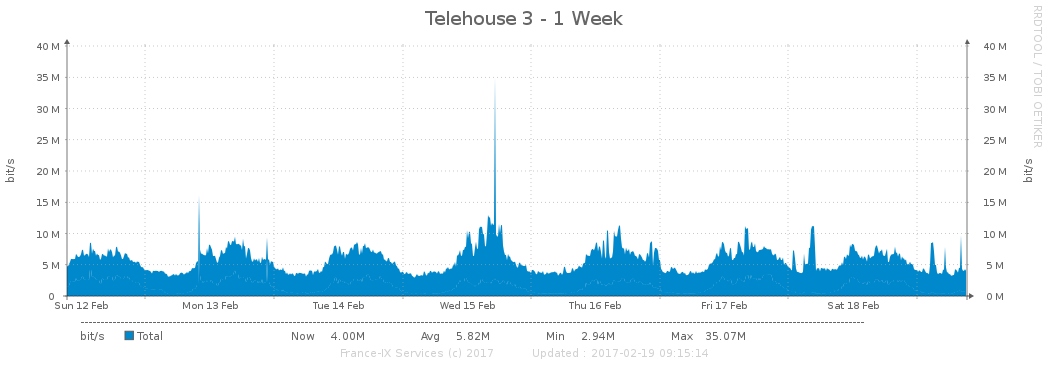 Telehouse 3 - 1 Week
RRDTOOL / TOBI OETIKER
40 M 40 M
35 M 35 M
30 M 30 M
25 M 25 M
20 M 20 M
15 M 15 M
10 M 10 M
5 M 5 M
0 0 M
bit/s bit/s
Sun 12 Feb Mon 13 Feb Tue 14 Feb Wed 15 Feb Thu 16 Feb Fri 17 Feb Sat 18 Feb
bit/s Total Now 4.00M Avg 5.82M Min 2.94M Max 35.07M
France-IX Services (c) 2017 Updated : 2017-02-19 09:15:14